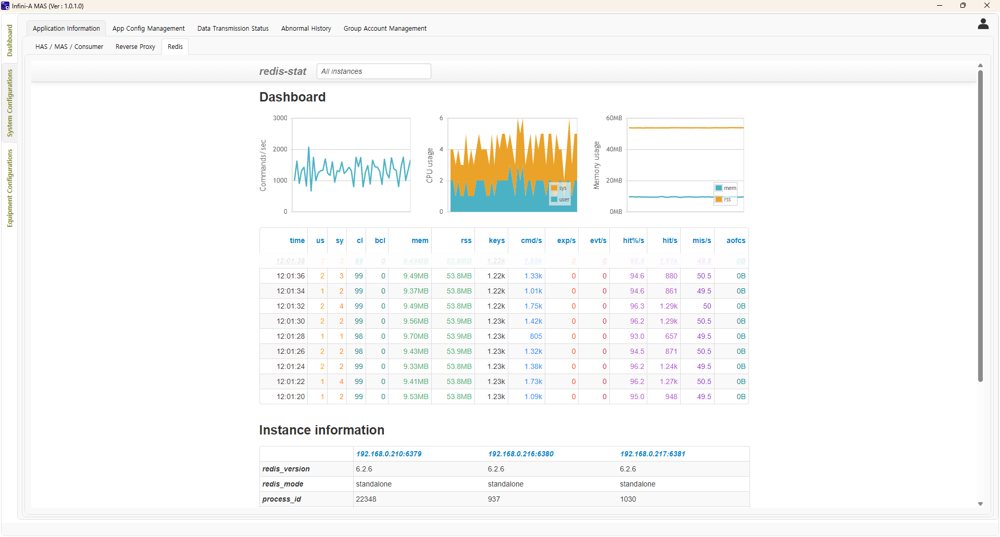 Infini-A MAS (Ver : 1.0.1.0)
Dashboard
System Configurations
Equipment Configurations
Application Information App Config Management Data Transmission Status Abnormal History Group Account Management
HAS / MAS / Consumer Reverse Proxy Redis
redis-stat All instances
Dashboard
Commands/sec
3000
2000
1000
0
CPU usage
6
4
2
0
sys
user
Memory usage
60MB
40MB
20MB
0MB
mem
rss
time us sy cl bcl mem rss keys cmd/s exp/s evt/s hit%/s hit/s mis/s aofcs
12:01:38 2 3 99 0 9.49MB 53.8MB 1.22k 1.65k 0 0 96.8 1.51k 49.5 0B
12:01:36 2 3 99 0 9.49MB 53.8MB 1.22k 1.33k 0 0 94.6 880 50.5 0B
12:01:34 1 2 99 0 9.37MB 53.8MB 1.22k 1.01k 0 0 94.6 861 49.5 0B
12:01:32 2 4 99 0 9.49MB 53.8MB 1.22k 1.75k 0 0 96.3 1.29k 50 0B
12:01:30 2 2 99 0 9.56MB 53.9MB 1.23k 1.42k 0 0 96.2 1.29k 50.5 0B
12:01:28 1 1 98 0 9.70MB 53.9MB 1.23k 805 0 0 93.0 657 49.5 0B
12:01:26 2 2 98 0 9.43MB 53.9MB 1.23k 1.32k 0 0 94.5 871 50.5 0B
12:01:24 2 2 99 0 9.33MB 53.8MB 1.23k 1.38k 0 0 96.2 1.24k 49.5 0B
12:01:22 1 4 99 0 9.41MB 53.8MB 1.23k 1.73k 0 0 96.2 1.27k 50.5 0B
12:01:20 1 2 99 0 9.53MB 53.8MB 1.23k 1.09k 0 0 95.0 948 49.5 0B
Instance information
192.168.0.210:6379 192.168.0.216:6380 192.168.0.217:6381
redis_version 6.2.6 6.2.6 6.2.6
redis_mode standalone standalone standalone
process_id 22348 937 1030